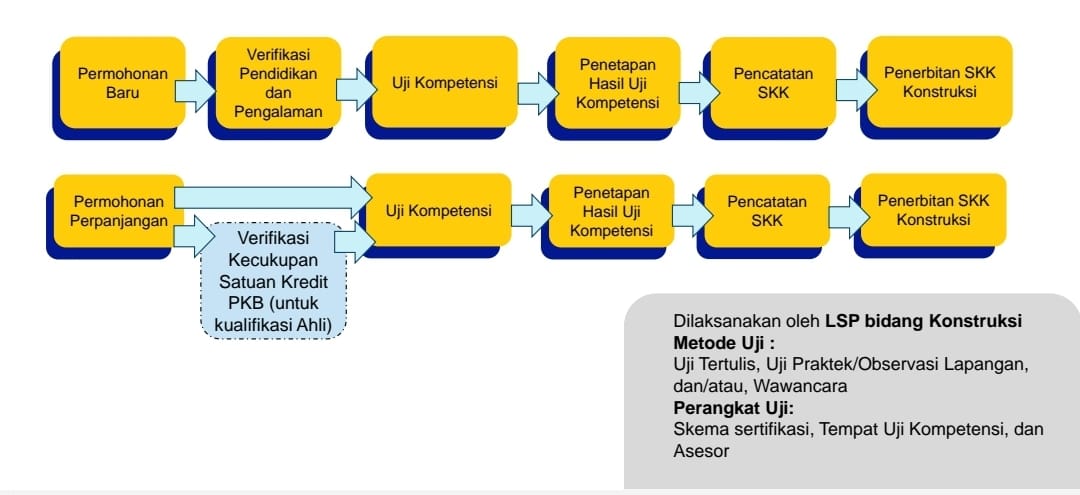 Permohonan
Baru
Verifikasi
Pendidikan
dan
Pengalaman
Uji Kompetensi
Penetapan
Hasil Uji
Kompetensi
Pencatatan
SKK
Penerbitan SKK
Konstruksi
Permohonan
Perpanjangan
Verifikasi
Kecukupan
Satuan Kredit
PKB (untuk
kualifikasi Ahli)
Uji Kompetensi
Penetapan
Hasil Uji
Kompetensi
Pencatatan
SKK
Penerbitan SKK
Konstruksi
Dilaksanakan oleh LSP bidang Konstruksi
Metode Uji :
Uji Tertulis, Uji Praktek/Observasi Lapangan,
dan/atau, Wawancara
Perangkat Uji:
Skema sertifikasi, Tempat Uji Kompetensi, dan
Asesor